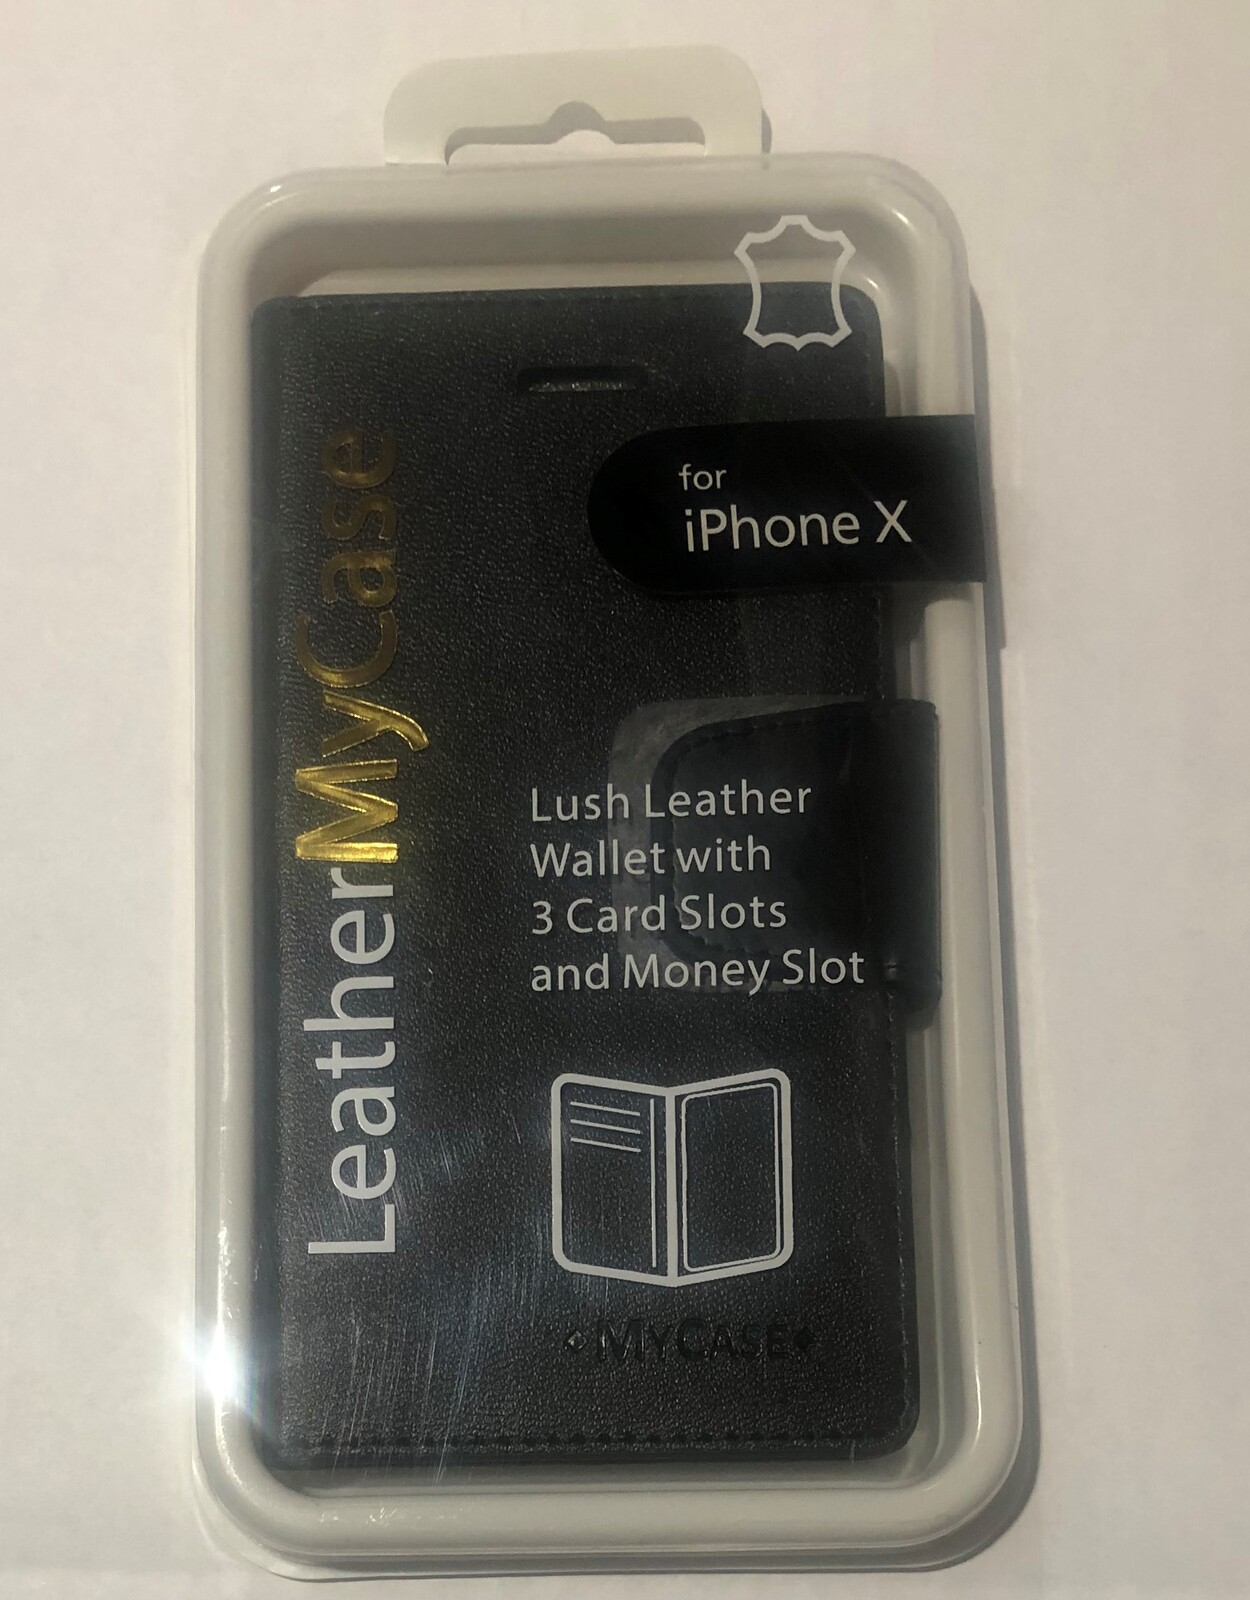 for
iPhone X
LeatherMyCase
Lush Leather
Wallet with
3 Card Slots
and Money Slot
MYCASE